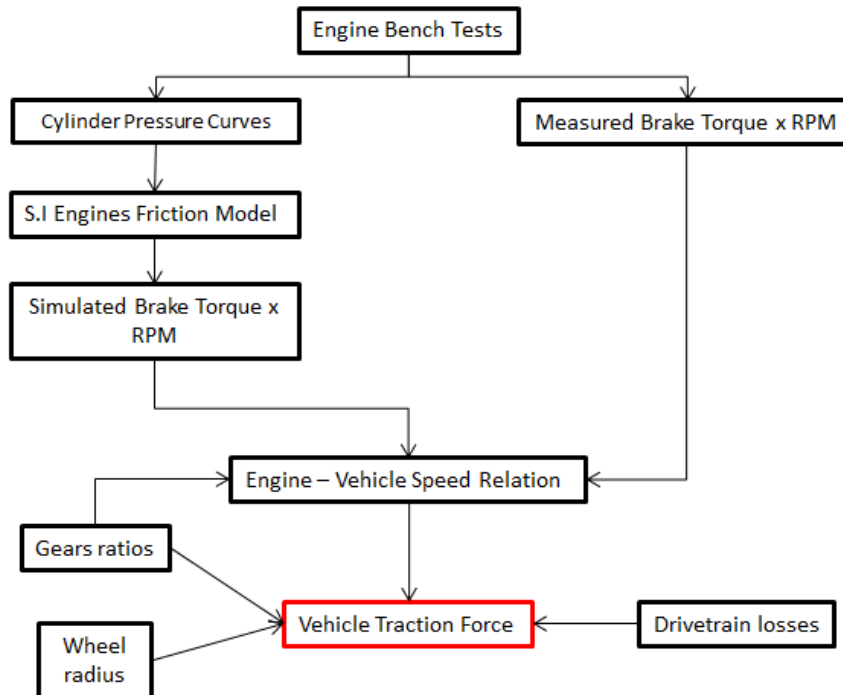 Engine Bench Tests
Cylinder Pressure Curves
Measured Brake Torque x RPM
S.I Engines Friction Model
Simulated Brake Torque x
RPM
Engine – Vehicle Speed Relation
Gears ratios
Vehicle Traction Force
Drivetrain losses
Wheel
radius